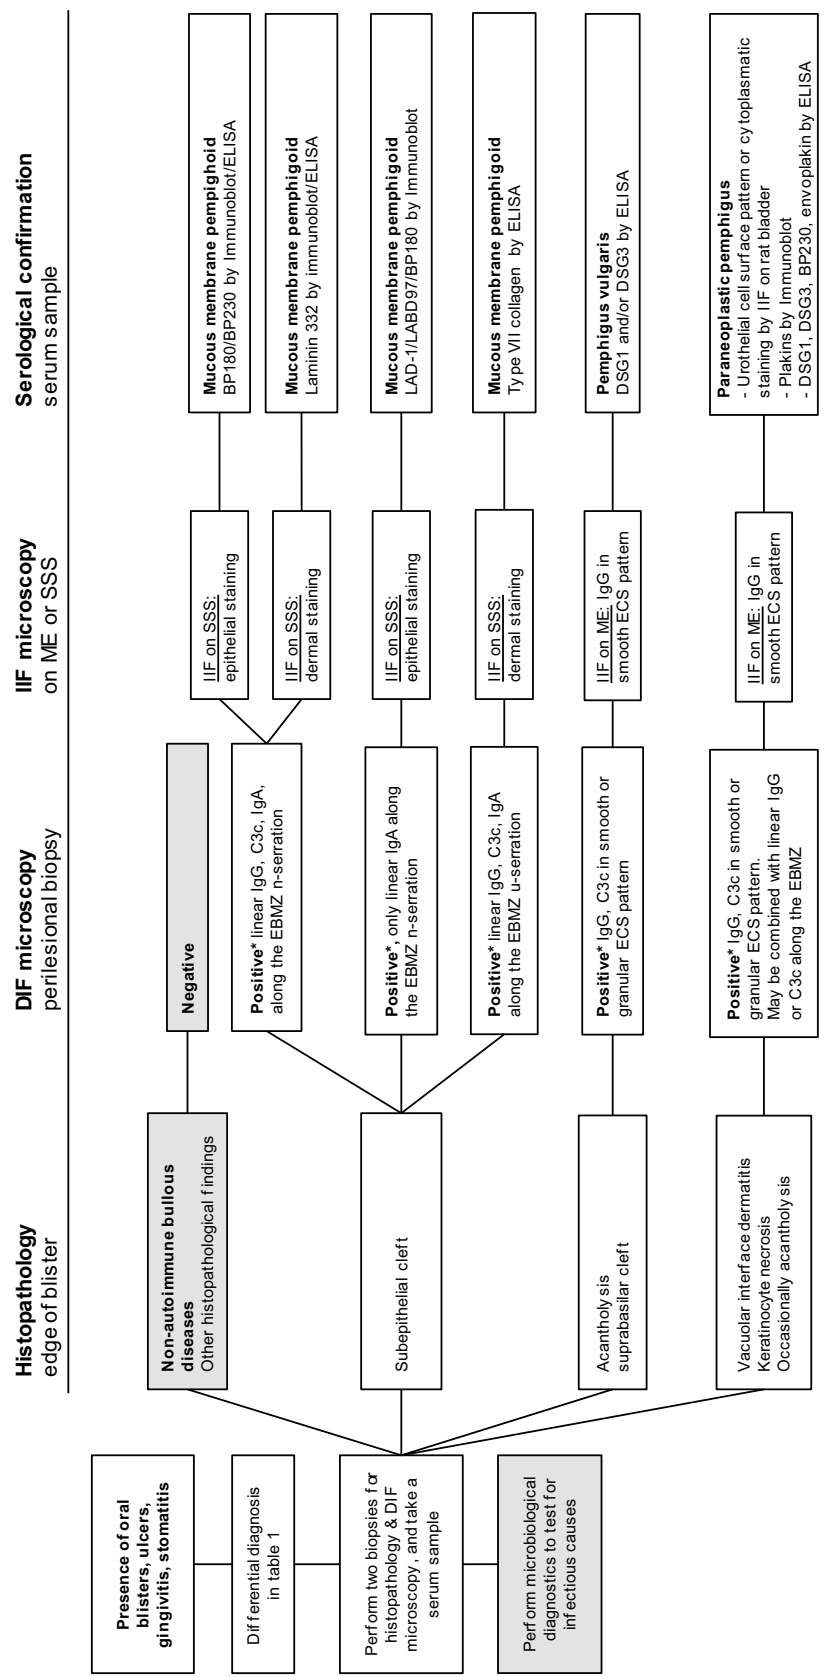 Histopathology
edge of blister
DIF microscopy
perilesional biopsy
IIF microscopy
on ME or SSS
Serological confirmation
serum sample
Presence of oral
blisters, ulcers,
gingivitis, stomatitis
Differential diagnosis
in table 1
Perform two biopsies for
histopathology & DIF
microscopy, and take a
serum sample
Perform microbiological
diagnostics to test for
infectious causes
Non-autoimmune bullous
diseases
Other histopathological findings
Negative
Subepithelial cleft
Positive* linear IgG, C3c, IgA,
along the EBMZ n-serration
IIF on SSS:
epithelial staining
Mucous membrane pempighoid
BP180/BP230 by Immunoblot/ELISA
IIF on SSS:
dermal staining
Mucous membrane pemphigoid
Laminin 332 by immunoblot/ELISA
Positive*, only linear IgA along
the EBMZ n-serration
IIF on SSS:
epithelial staining
Mucous membrane pemphigoid
LAD-1/LABD97/BP180 by Immunoblot
Positive* linear IgG, C3c, IgA
along the EBMZ u-serration
IIF on SSS:
dermal staining
Mucous membrane pemphigoid
Type VII collagen by ELISA
Acantholysis
suprabasilar cleft
Positive* IgG, C3c in smooth or
granular ECS pattern
IIF on ME: IgG in
smooth ECS pattern
Pemphigus vulgaris
DSG1 and/or DSG3 by ELISA
Vacuolar interface dermatitis
Keratinocyte necrosis
Occasionally acantholysis
Positive* IgG, C3c in smooth or
granular ECS pattern.
May be combined with linear IgG
or C3c along the EBMZ
IIF on ME: IgG in
smooth ECS pattern
Paraneoplastic pemphigus
- Urothelial cell surface pattern or cytoplasmatic
staining by IIF on rat bladder
- Plakins by Immunoblot
- DSG1, DSG3, BP230, envoplakin by ELISA